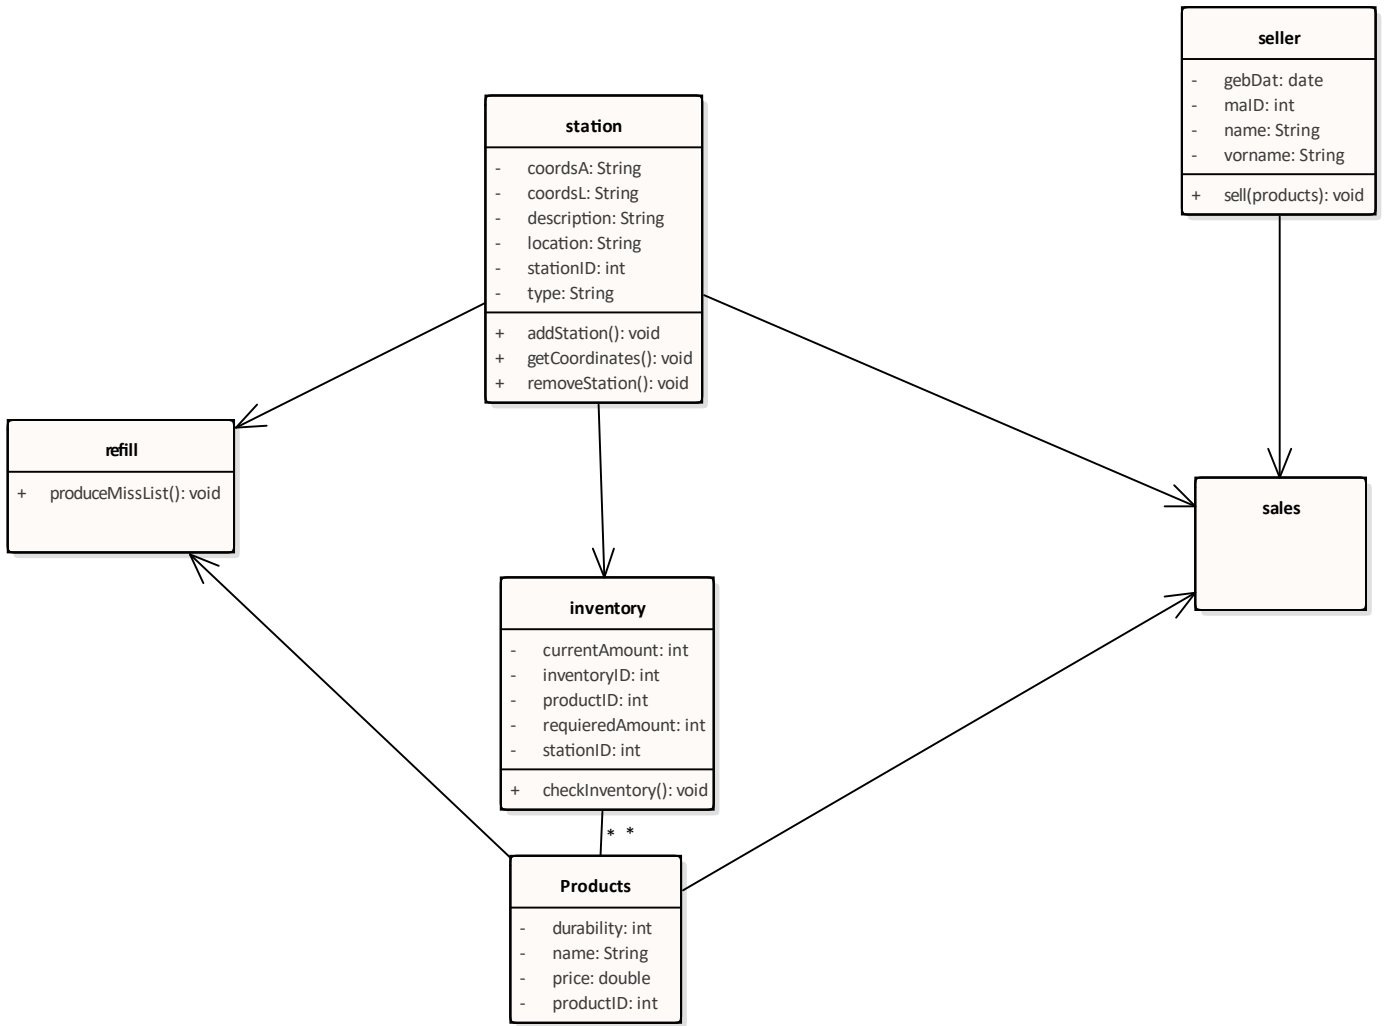 seller
- gebDat: date
- maID: int
- name: String
- vorname: String
+ sell(products): void
station
- coordsA: String
- coordsL: String
- description: String
- location: String
- stationID: int
- type: String
+ addStation(): void
+ getCoordinates(): void
+ removeStation(): void
refill
+ produceMissList(): void
sales
inventory
- currentAmount: int
- inventoryID: int
- productID: int
- requieredAmount: int
- stationID: int
+ checkInventory(): void
* *
Products
- durability: int
- name: String
- price: double
- productID: int